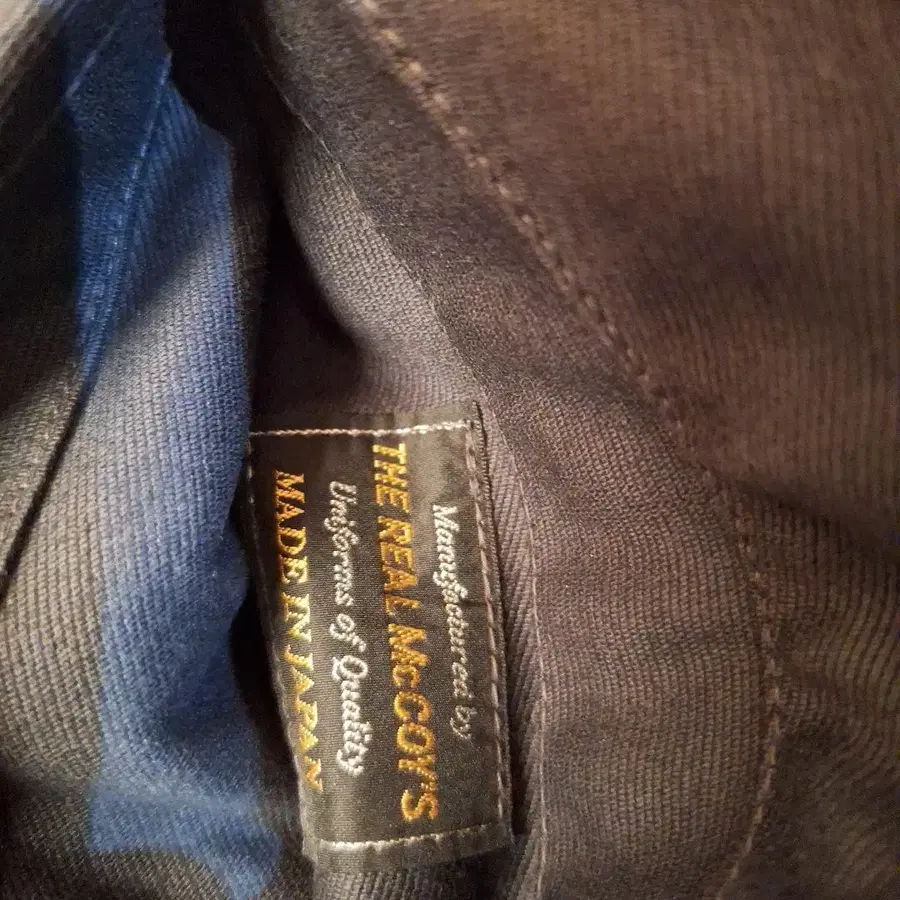 Manufactured by
THE REAL McCOY'S
Uniforms of Quality
MADE IN JAPAN